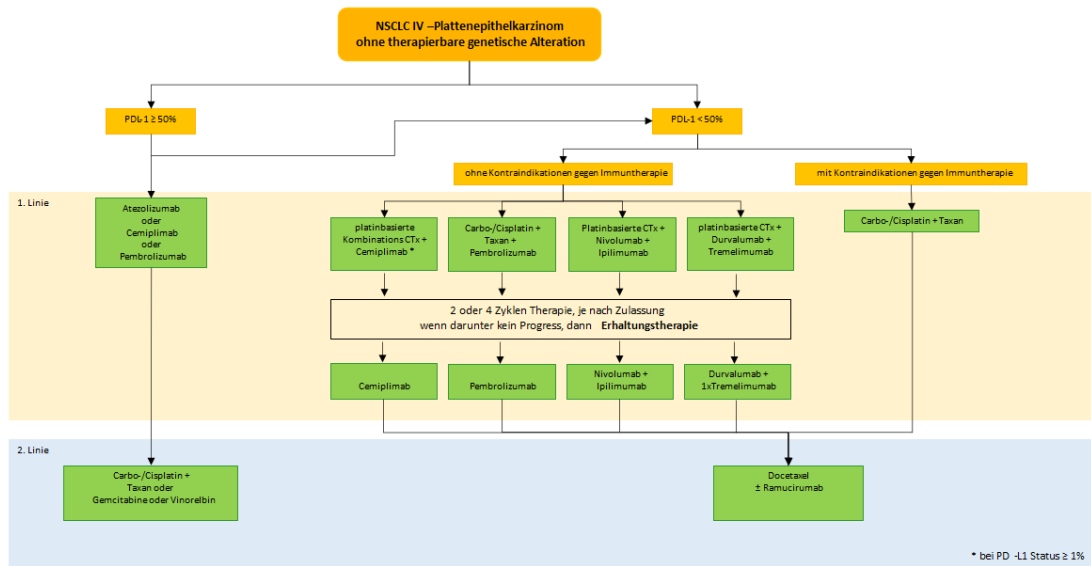 NSCLC IV –Plattenepithelkarzinom
ohne therapierbare genetische Alteration
PDL-1 ≥ 50%
PDL-1 < 50%
ohne Kontraindikationen gegen Immuntherapie
mit Kontraindikationen gegen Immuntherapie
1. Linie
Atezolizumab
oder
Cemiplimab
oder
Pembrolizumab
platinbasierte
Kombinations CTx +
Cemiplimab *
Carbo-/Cisplatin +
Taxan +
Pembrolizumab
Platinbasierte CTx +
Nivolumab +
Ipilimumab
platinbasierte CTx +
Durvalumab +
Tremelimumab
Carbo-/Cisplatin + Taxan
2 oder 4 Zyklen Therapie, je nach Zulassung
wenn darunter kein Progress, dann Erhaltungstherapie
Cemiplimab
Pembrolizumab
Nivolumab +
Ipilimumab
Durvalumab +
1xTremelimumab
2. Linie
Carbo-/Cisplatin +
Taxan oder
Gemcitabine oder Vinorelbin
Docetaxel
± Ramucirumab
* bei PD -L1 Status ≥ 1%